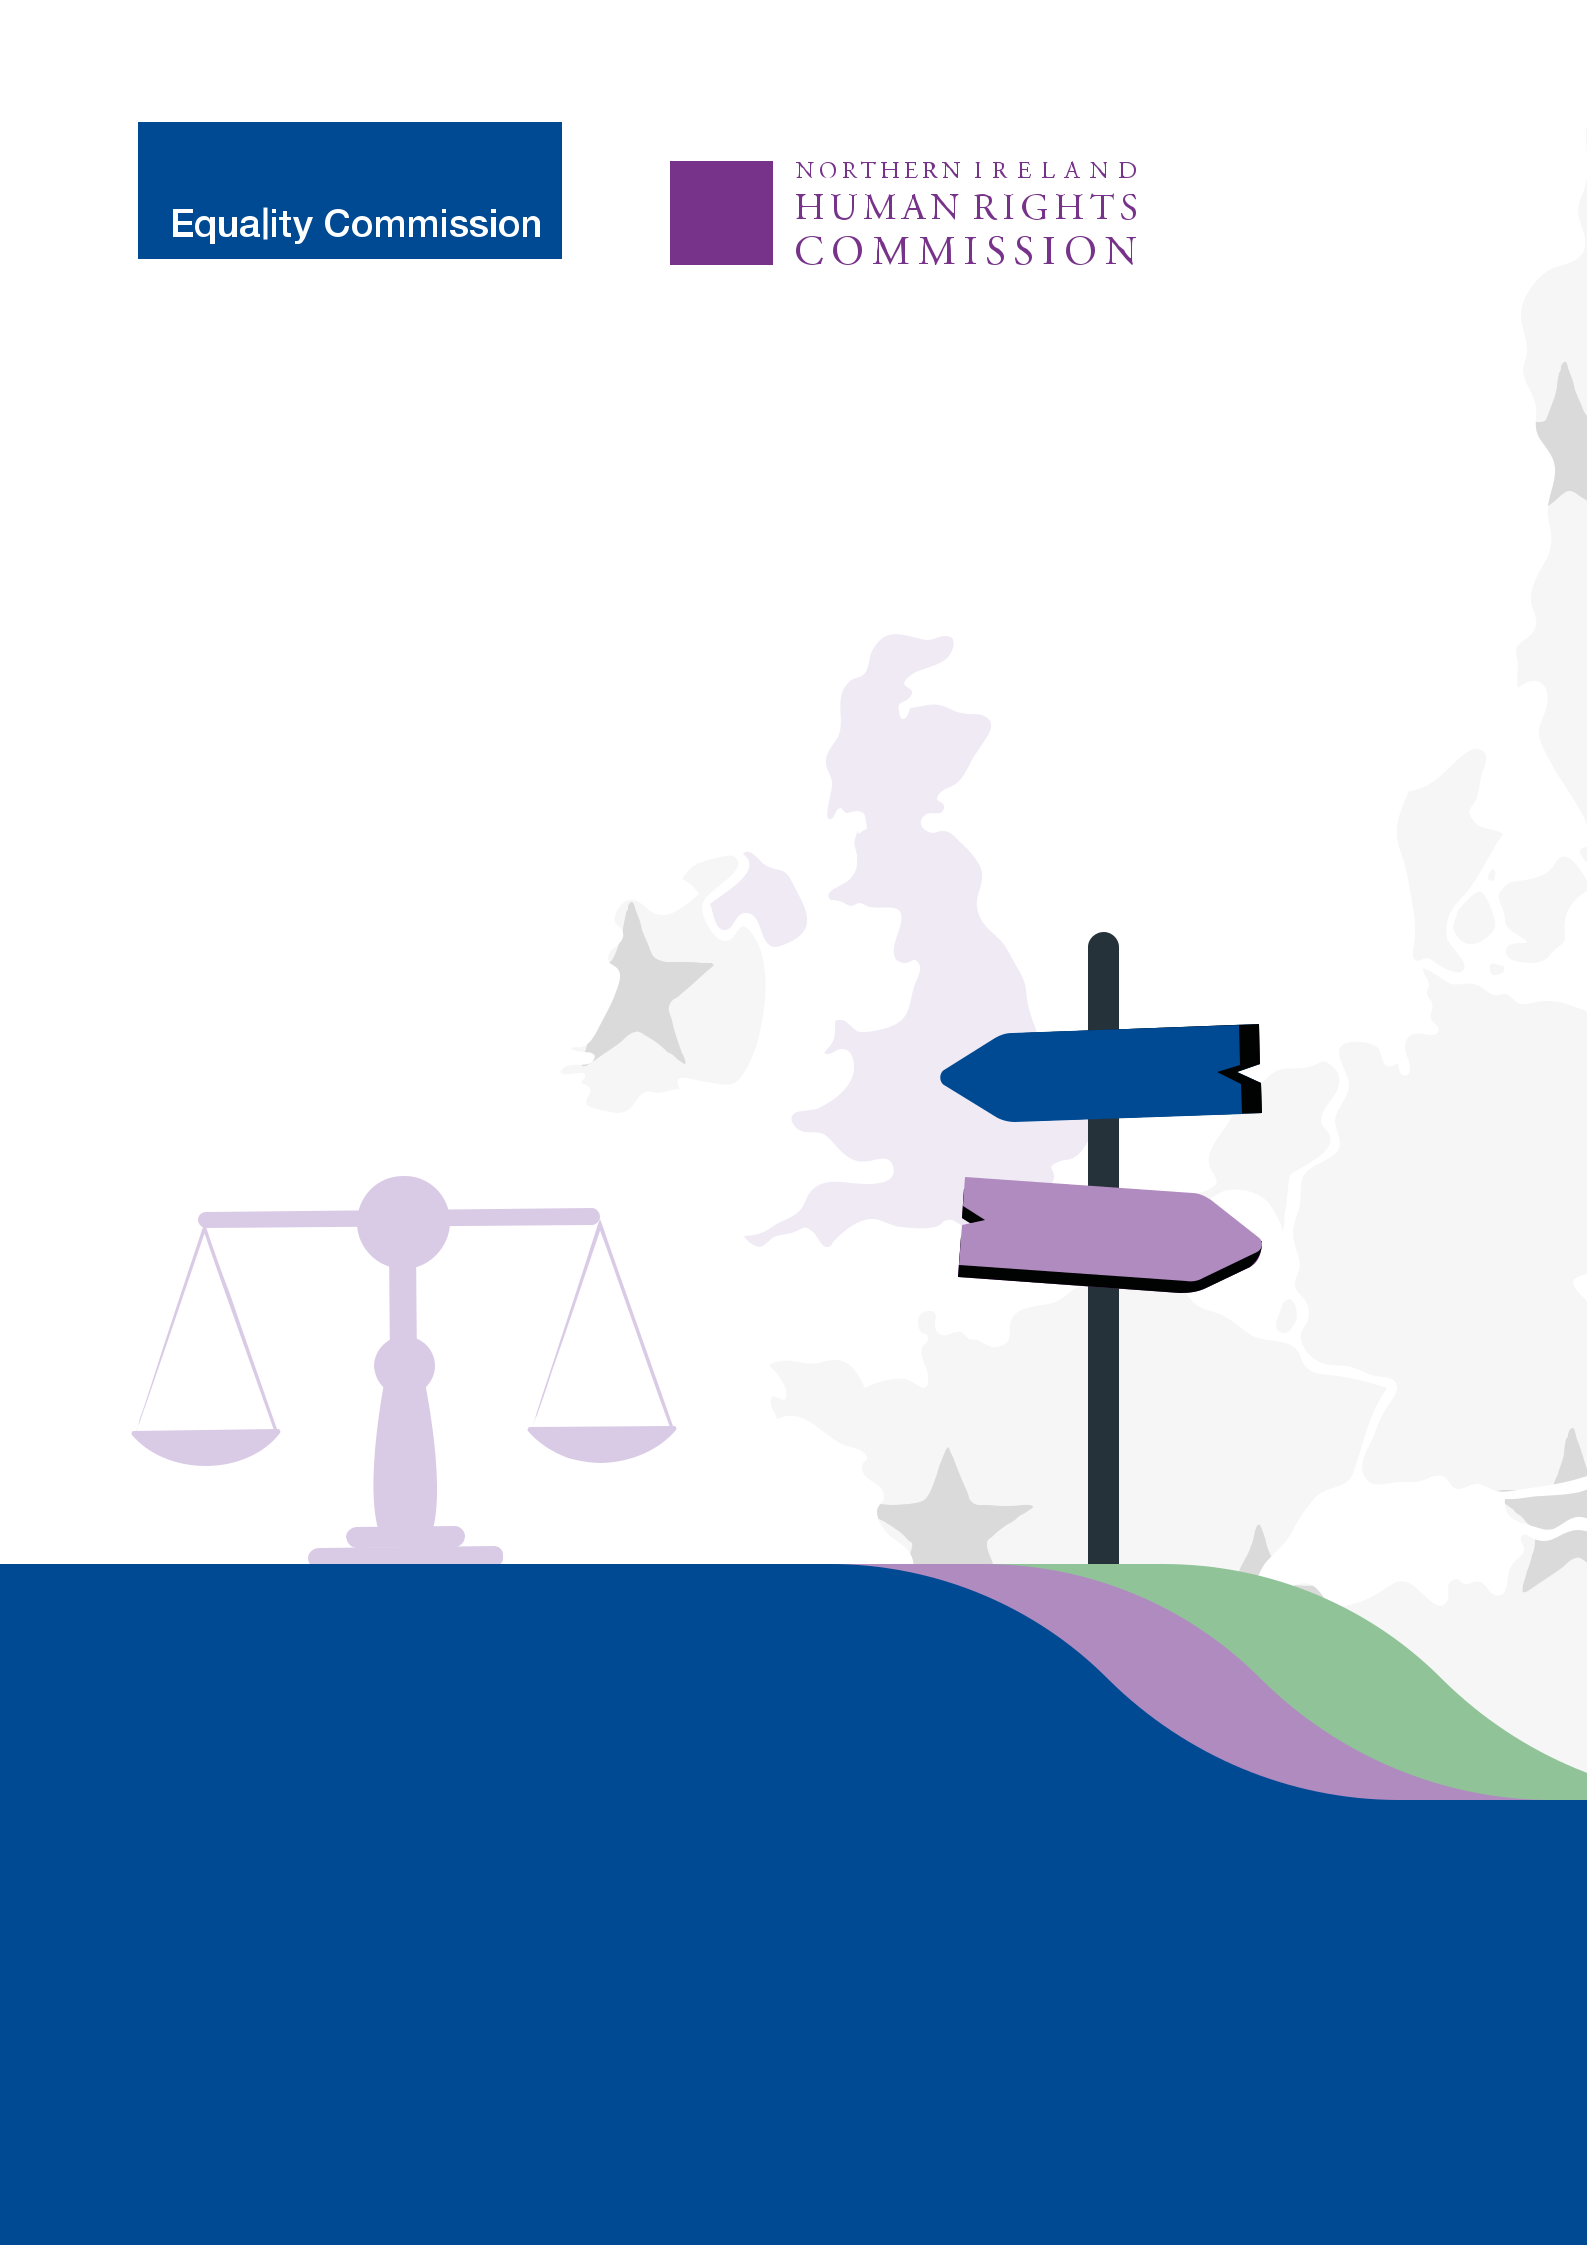 Equality Commission
NORTHERN IRELAND
HUMAN RIGHTS
COMMISSION